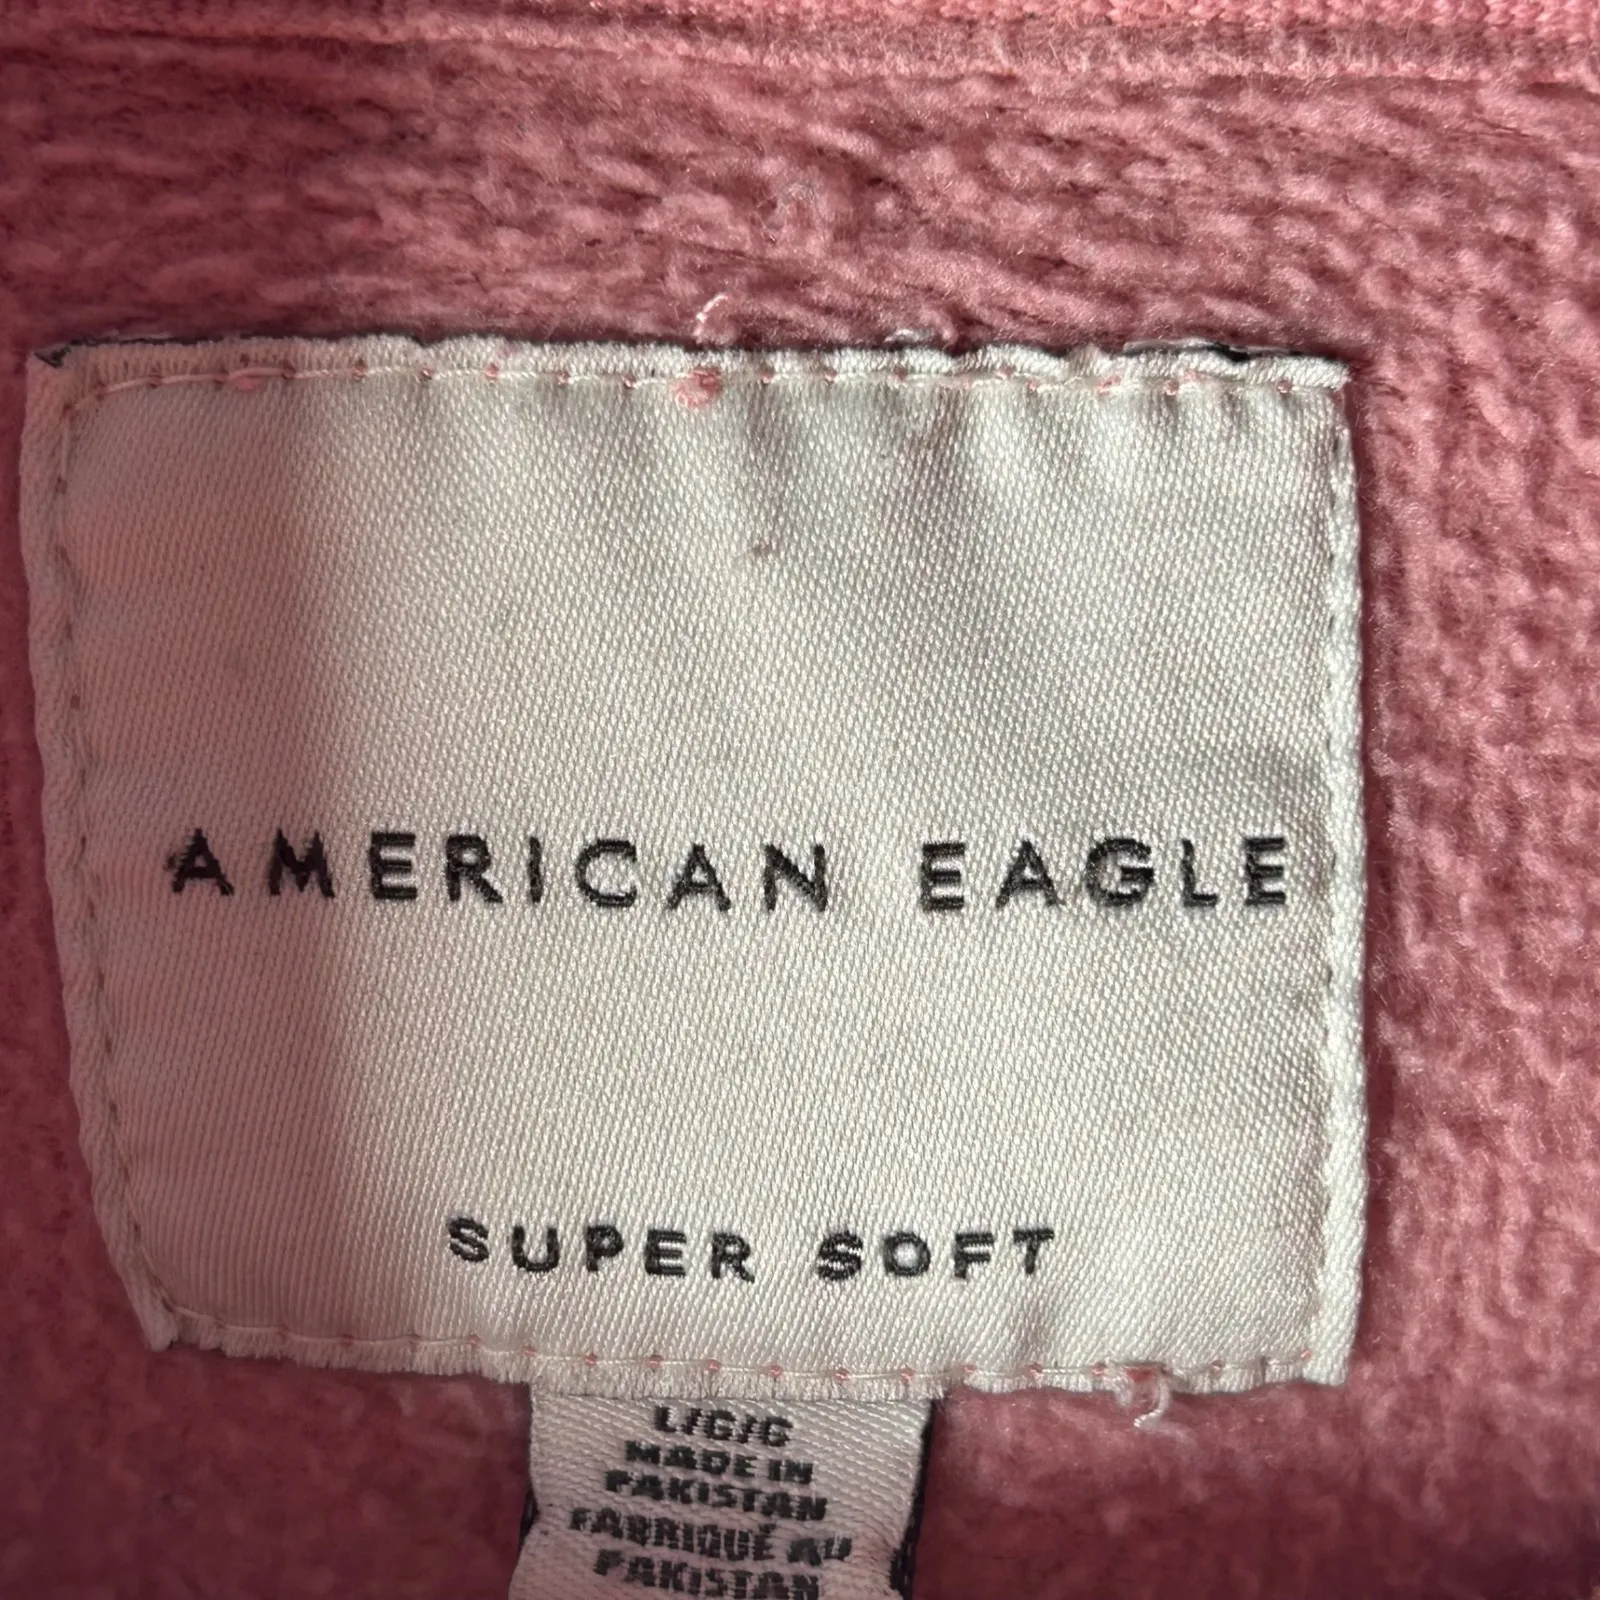 AMERICAN EAGLE
SUPER SOFT
L/G/G
MADE IN
PAKISTAN
FABRIQUÉ AU
PAKISTAN